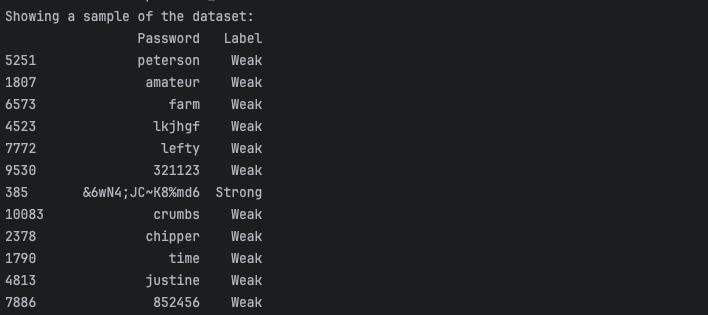 Showing a sample of the dataset:
Password Label
5251 peterson Weak
1807 amateur Weak
6573 farm Weak
4523 lkjhgf Weak
7772 lefty Weak
9530 321123 Weak
385 &6wN4;JC~K8%md6 Strong
10083 crumbs Weak
2378 chipper Weak
1790 time Weak
4813 justine Weak
7886 852456 Weak